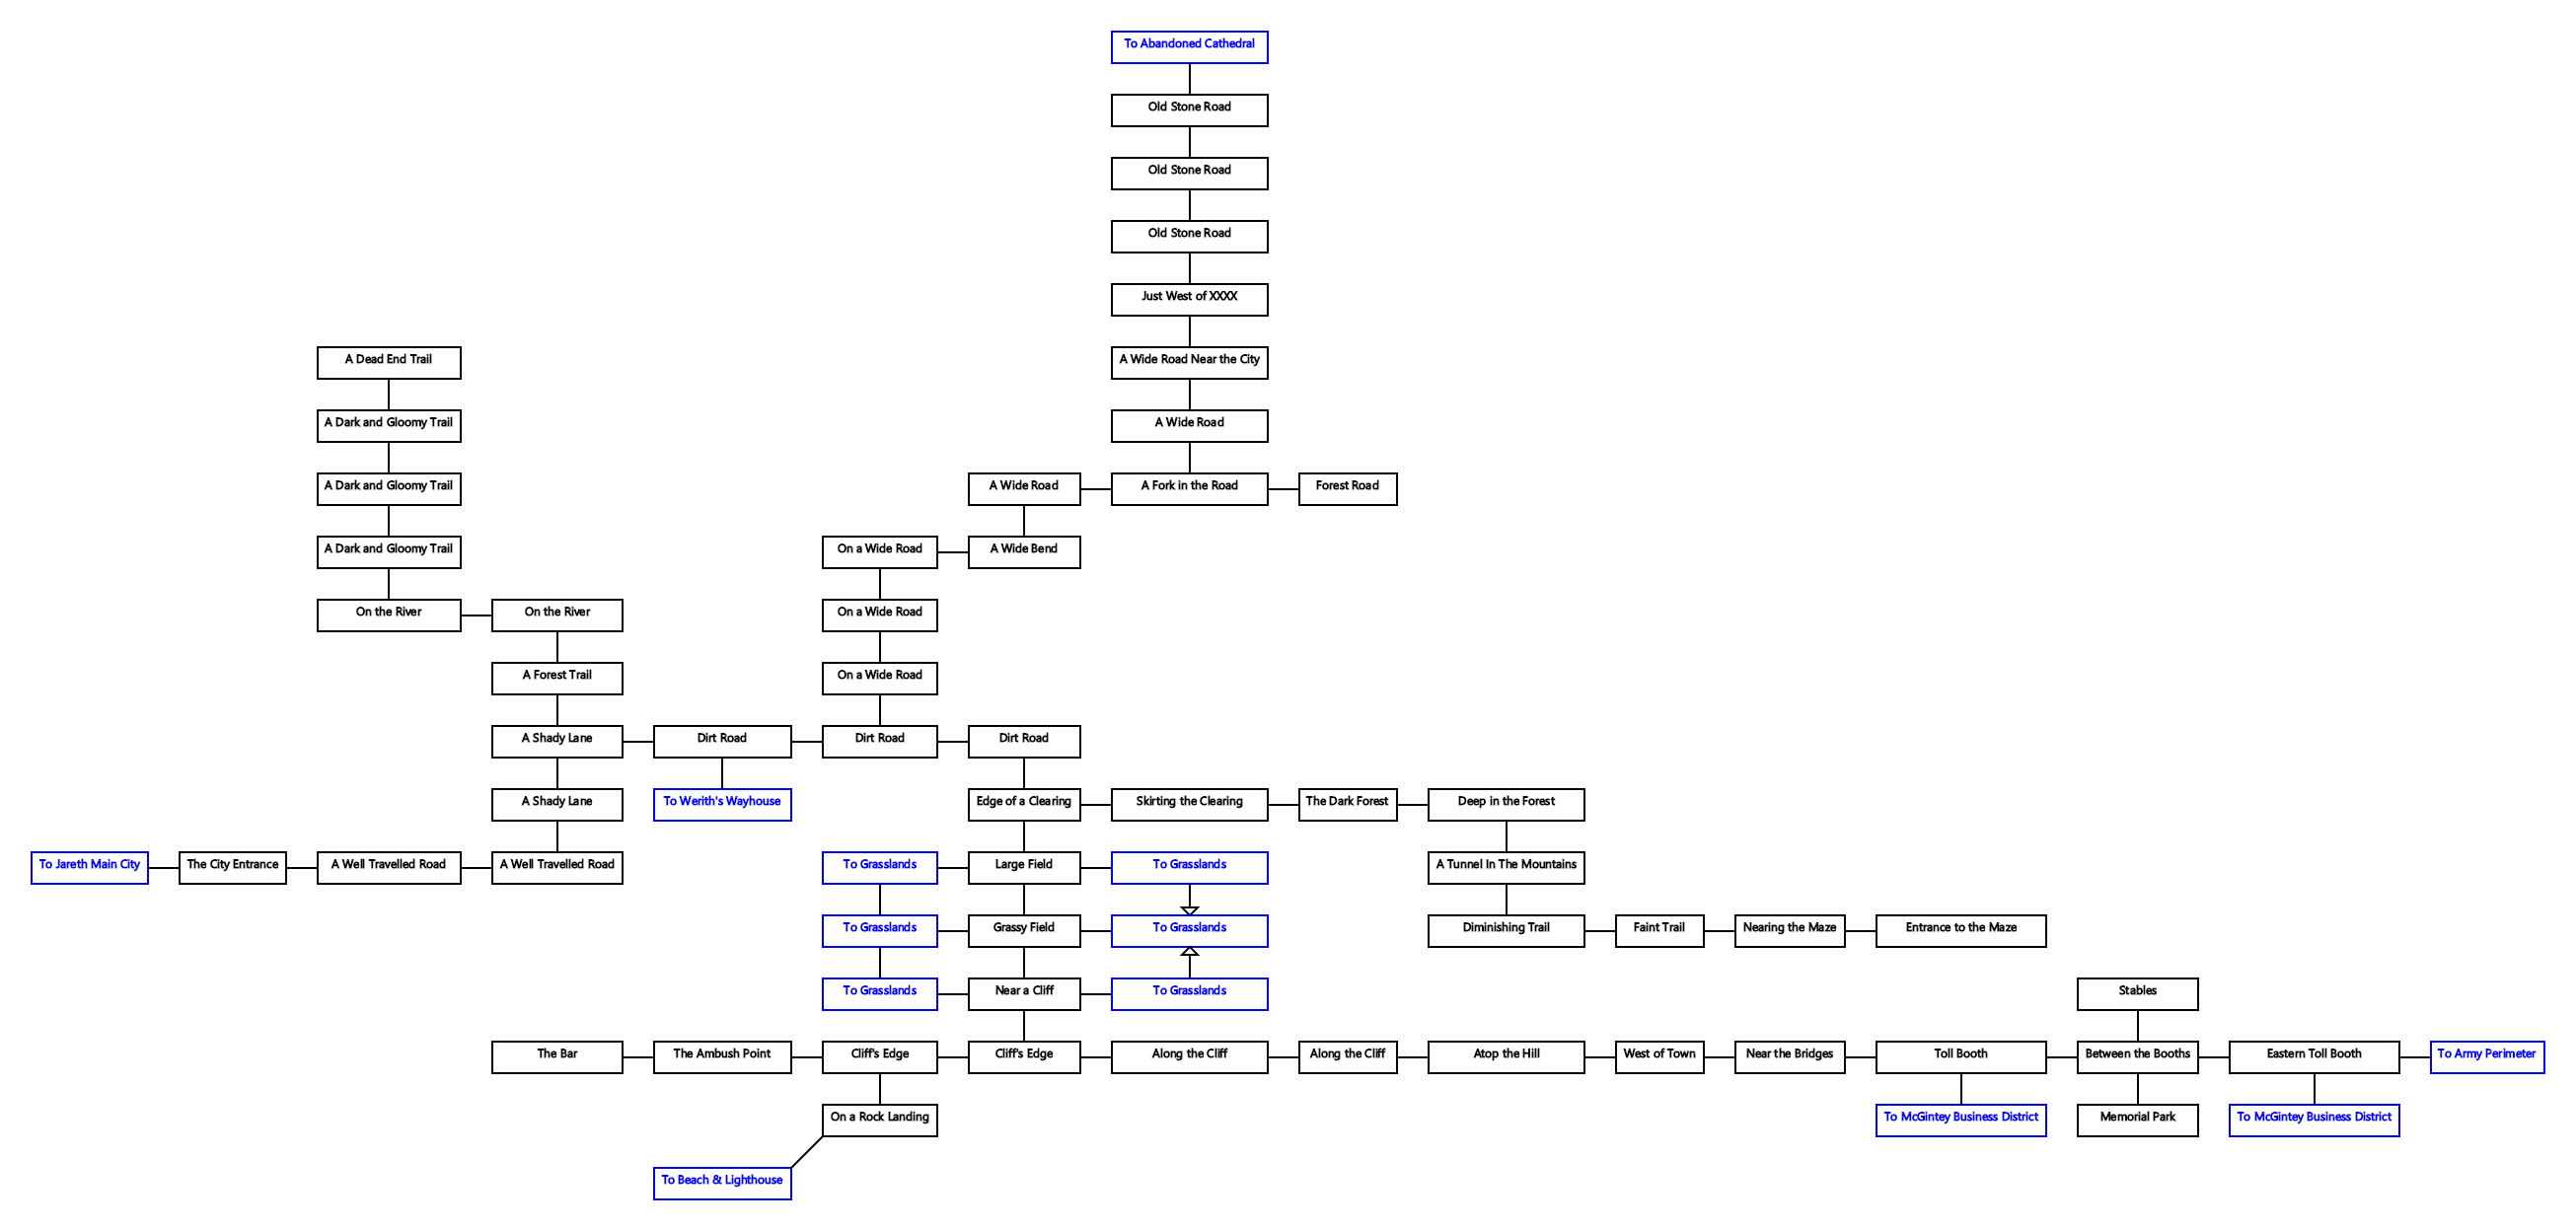 To Abandoned Cathedral
Old Stone Road
Old Stone Road
Old Stone Road
Just West of XXXX
A Dead End Trail
A Wide Road Near the City
A Dark and Gloomy Trail
A Wide Road
A Dark and Gloomy Trail
A Wide Road
A Fork in the Road
Forest Road
A Dark and Gloomy Trail
On a Wide Road
A Wide Bend
On the River
On the River
On a Wide Road
A Forest Trail
On a Wide Road
A Shady Lane
Dirt Road
Dirt Road
Dirt Road
A Shady Lane
To Werith's Wayhouse
Edge of a Clearing
Skirting the Clearing
The Dark Forest
Deep in the Forest
To Jareth Main City
The City Entrance
A Well Travelled Road
A Well Travelled Road
To Grasslands
Large Field
To Grasslands
A Tunnel In The Mountains
To Grasslands
Grassy Field
To Grasslands
Diminishing Trail
Faint Trail
Nearing the Maze
Entrance to the Maze
To Grasslands
Near a Cliff
To Grasslands
Stables
The Bar
The Ambush Point
Cliff's Edge
Cliff's Edge
Along the Cliff
Along the Cliff
Atop the Hill
West of Town
Near the Bridges
Toll Booth
Between the Booths
Eastern Toll Booth
To Army Perimeter
On a Rock Landing
To McGintey Business District
Memorial Park
To McGintey Business District
To Beach & Lighthouse